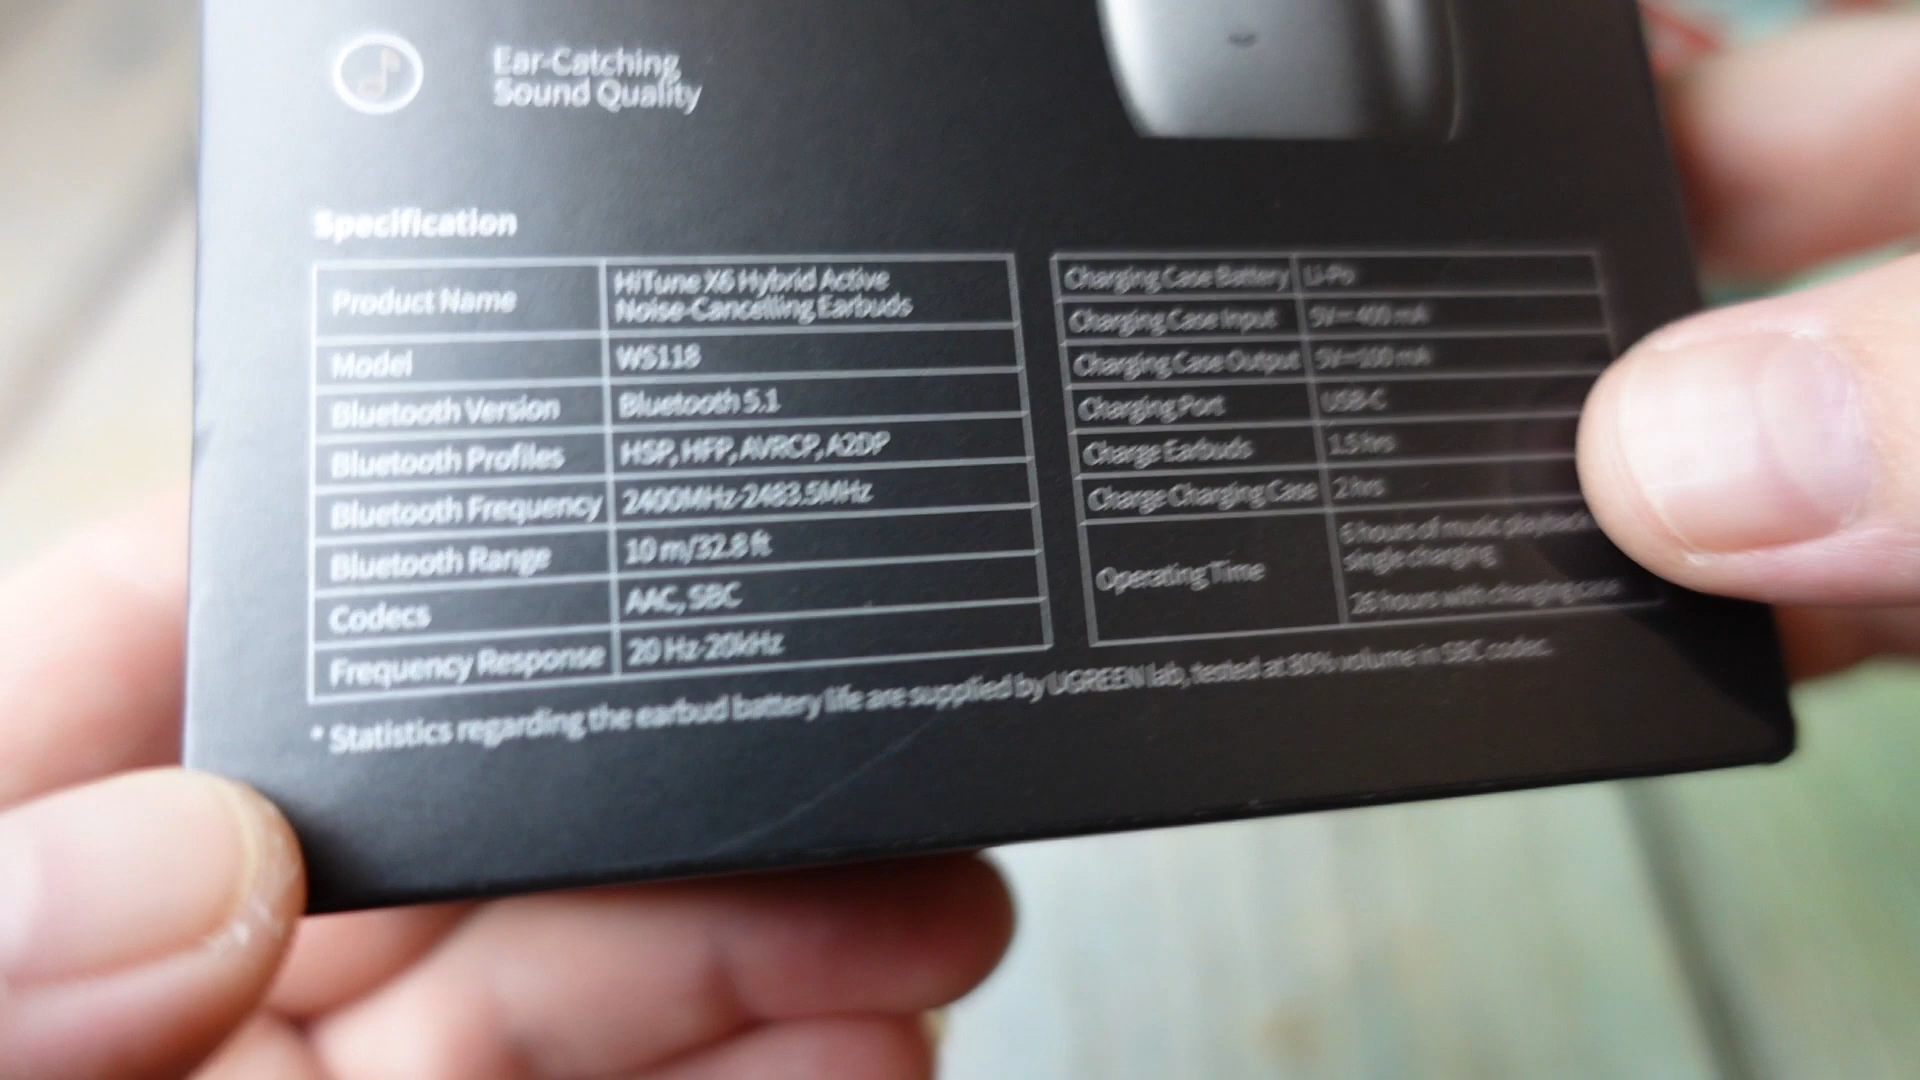 Ear-Catching
Sound Quality
Specification
Product Name HiTune X6 Hybrid Active
Noise-Cancelling Earbuds
Model WS118
Bluetooth Version Bluetooth 5.1
Bluetooth Profiles HSP, HFP, AVRCP, A2DP
Bluetooth Frequency 2400MHz-2483.5MHz
Bluetooth Range 10 m/32.8 ft
Codecs AAC, SBC
Frequency Response 20 Hz-20kHz
Charging Case Battery Li-Po
Charging Case Input 5V⎓400 mA
Charging Case Output 5V⎓100 mA
Charging Port USB-C
Charge Earbuds 1.5 hrs
Charge Charging Case 2 hrs
Operating Time 6 hours of music playback
single charging
26 hours with charging case
* Statistics regarding the earbud battery life are supplied by UGREEN lab, tested at 80% volume in SBC codec.